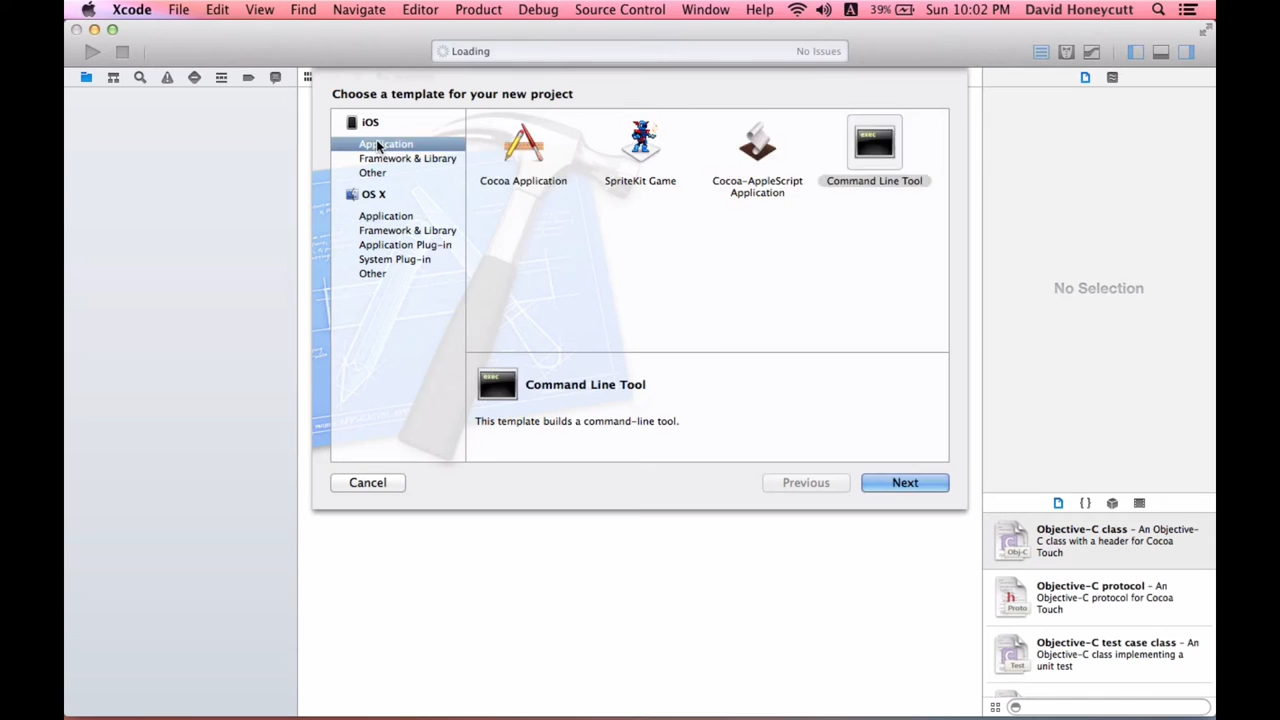 Xcode File Edit View Find Navigate Editor Product Debug Source Control Window Help A 39% Sun 10:02 PM David Honeycutt
Loading No Issues
Choose a template for your new project
iOS
Application
Framework & Library
Other
OS X
Application
Framework & Library
Application Plug-in
System Plug-in
Other
Cocoa Application
SpriteKit Game
Cocoa-AppleScript
Application
exec
Command Line Tool
exec
Command Line Tool
This template builds a command-line tool.
Cancel
Previous
Next
No Selection
C
Obj-C
Objective-C class - An Objective-
C class with a header for Cocoa
Touch
h
Proto
Objective-C protocol - An
Objective-C protocol for Cocoa
Touch
C
Test
Objective-C test case class - An
Objective-C class implementing a
unit test